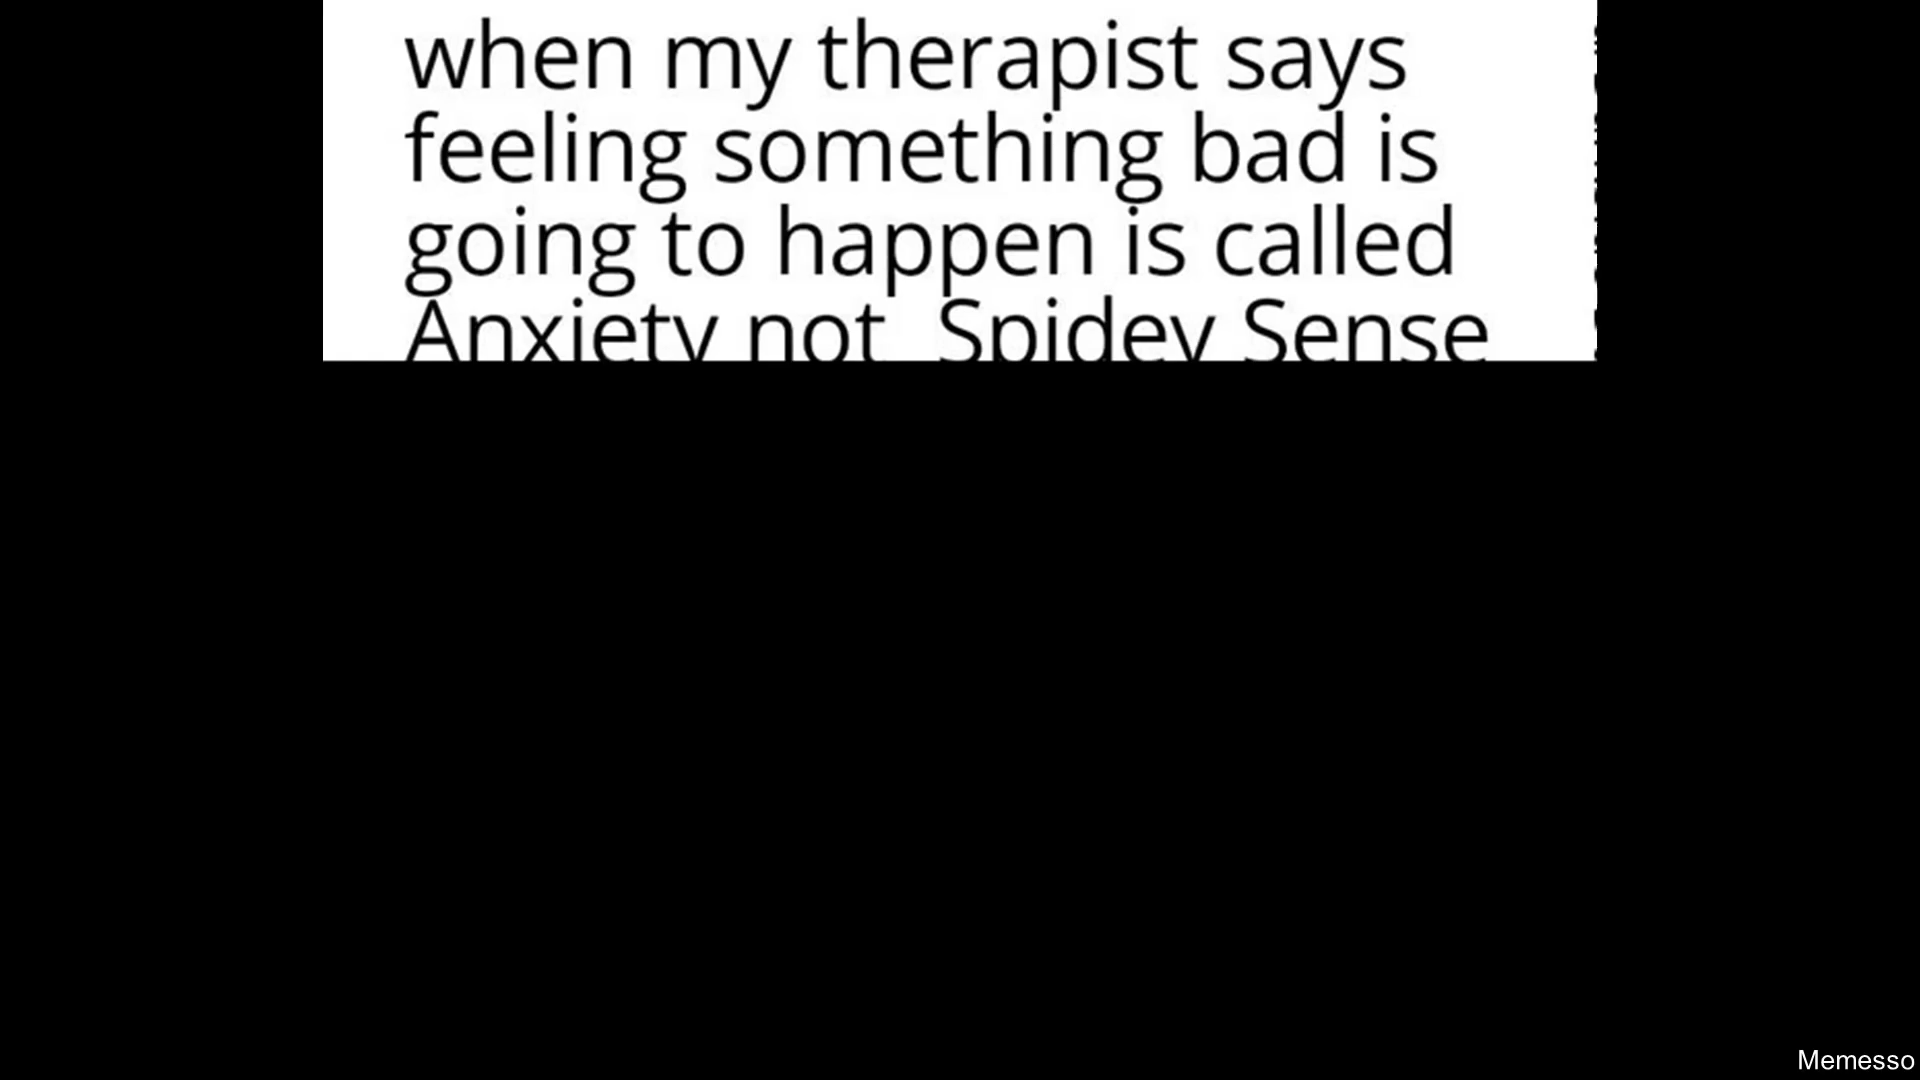 when my therapist says
feeling something bad is
going to happen is called
Anxiety not Spidey Sense
Memesso